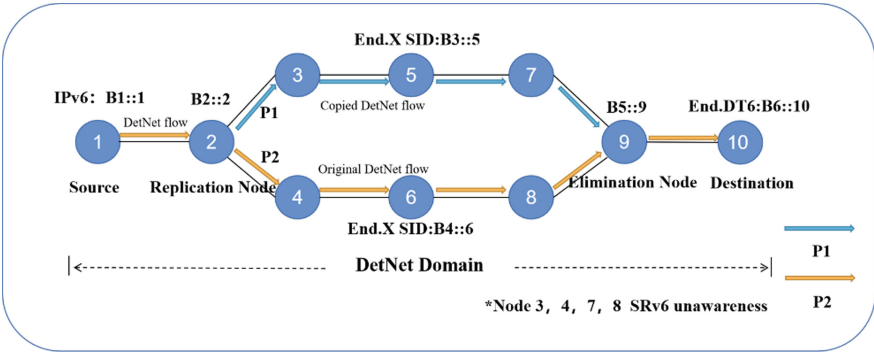 End.X SID:B3::5
3
5
7
IPv6: B1::1
B2::2
P1
Copied DetNet flow
B5::9
End.DT6:B6::10
DetNet flow
1
2
9
10
P2
Original DetNet flow
Source
Replication Node
Elimination Node
Destination
4
6
8
End.X SID:B4::6
P1
DetNet Domain
P2
*Node 3, 4, 7, 8 SRv6 unawareness